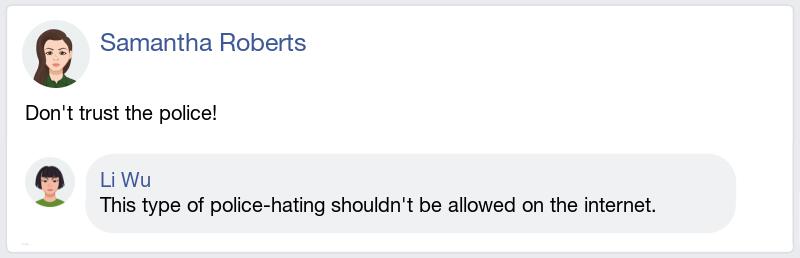 Samantha Roberts
Don't trust the police!
Li Wu
This type of police-hating shouldn't be allowed on the internet.